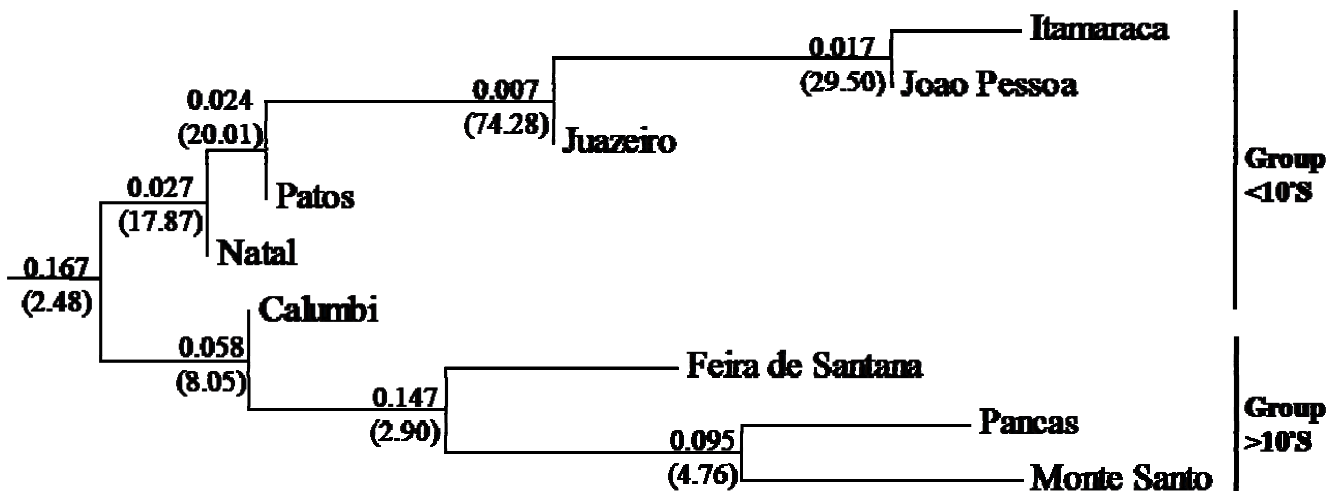 Itamaraca
0.017
(29.50)
Joao Pessoa
0.007
(74.28)
Juazeiro
0.024
(20.01)
Patos
0.027
(17.87)
Natal
Group
<10°S
0.167
(2.48)
Calumbi
0.058
(8.05)
Feira de Santana
0.147
(2.90)
Pancas
0.095
(4.76)
Monte Santo
Group
>10°S